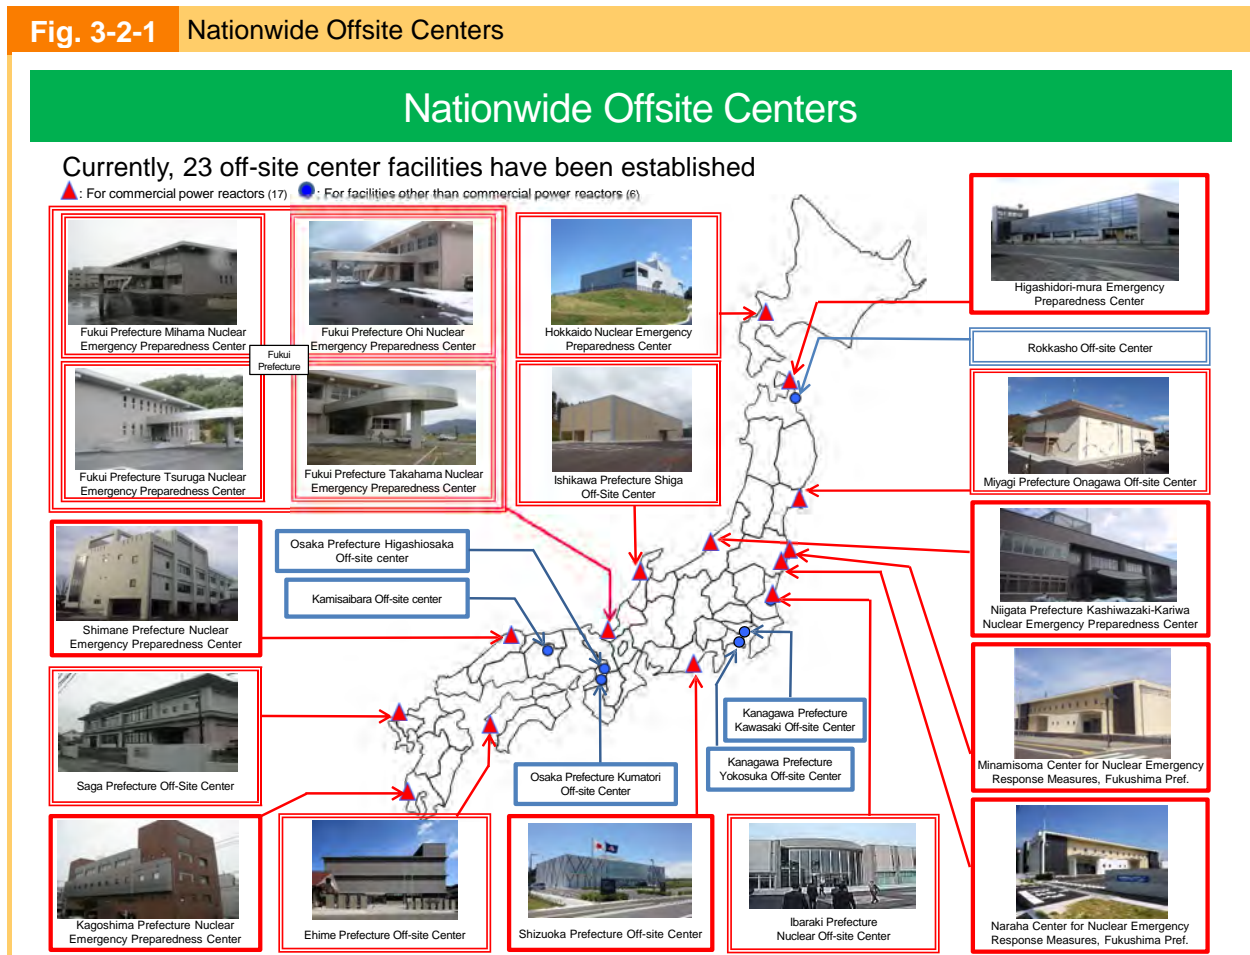 Fig. 3-2-1
Nationwide Offsite Centers
Nationwide Offsite Centers
Currently, 23 off-site center facilities have been established
: For commercial power reactors (17)
: For facilities other than commercial power reactors (6)
Fukui Prefecture Mihama Nuclear
Emergency Preparedness Center
Fukui Prefecture Ohi Nuclear
Emergency Preparedness Center
Fukui
Prefecture
Fukui Prefecture Tsuruga Nuclear
Emergency Preparedness Center
Fukui Prefecture Takahama Nuclear
Emergency Preparedness Center
Hokkaido Nuclear Emergency
Preparedness Center
Ishikawa Prefecture Shiga
Off-Site Center
Higashidori-mura Emergency
Preparedness Center
Rokkasho Off-site Center
Miyagi Prefecture Onagawa Off-site Center
Niigata Prefecture Kashiwazaki-Kariwa
Nuclear Emergency Preparedness Center
Minamisoma Center for Nuclear Emergency
Response Measures, Fukushima Pref.
Naraha Center for Nuclear Emergency
Response Measures, Fukushima Pref.
Osaka Prefecture Higashiosaka
Off-site center
Kamisaibara Off-site center
Shimane Prefecture Nuclear
Emergency Preparedness Center
Saga Prefecture Off-Site Center
Kagoshima Prefecture Nuclear
Emergency Preparedness Center
Ehime Prefecture Off-site Center
Osaka Prefecture Kumatori
Off-site Center
Shizuoka Prefecture Off-site Center
Kanagawa Prefecture
Kawasaki Off-site Center
Kanagawa Prefecture
Yokosuka Off-site Center
Ibaraki Prefecture
Nuclear Off-site Center